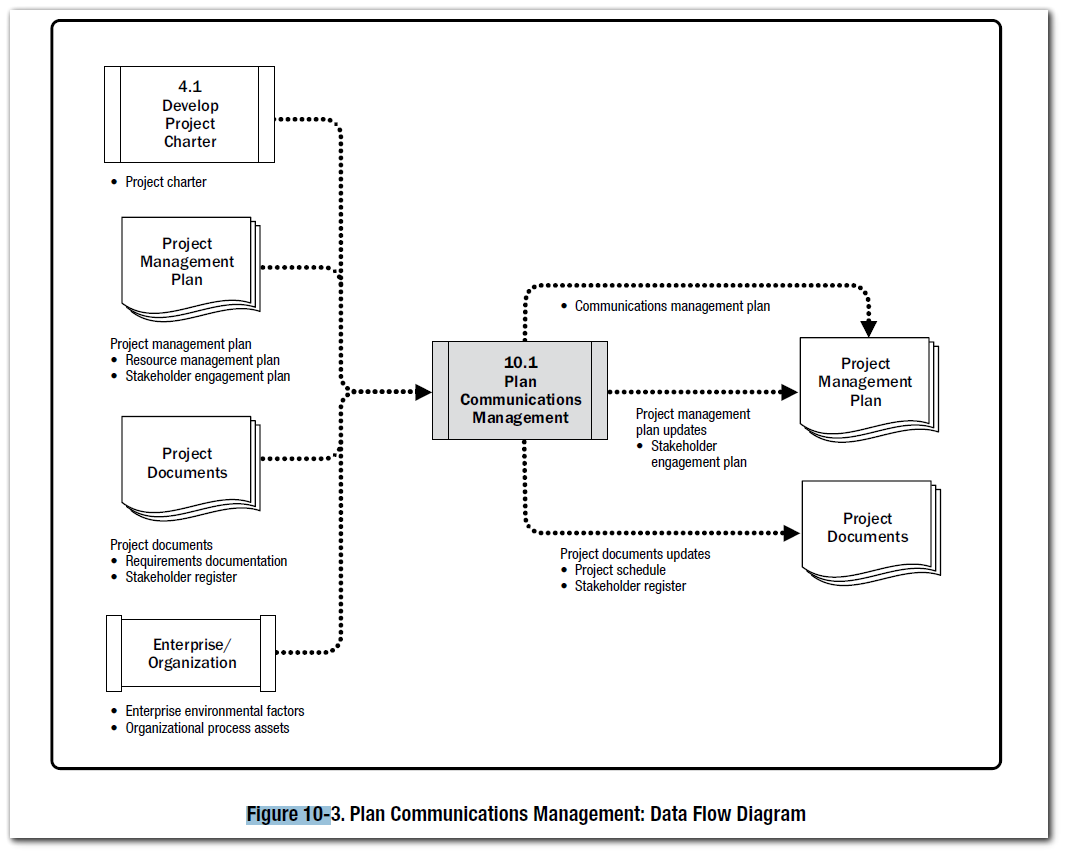 4.1
Develop
Project
Charter
• Project charter
Project
Management
Plan
Project management plan
• Resource management plan
• Stakeholder engagement plan
Project
Documents
Project documents
• Requirements documentation
• Stakeholder register
Enterprise/
Organization
• Enterprise environmental factors
• Organizational process assets
10.1
Plan
Communications
Management
• Communications management plan
Project management
plan updates
• Stakeholder
engagement plan
Project documents updates
• Project schedule
• Stakeholder register
Project
Management
Plan
Project
Documents
Figure 10-3. Plan Communications Management: Data Flow Diagram